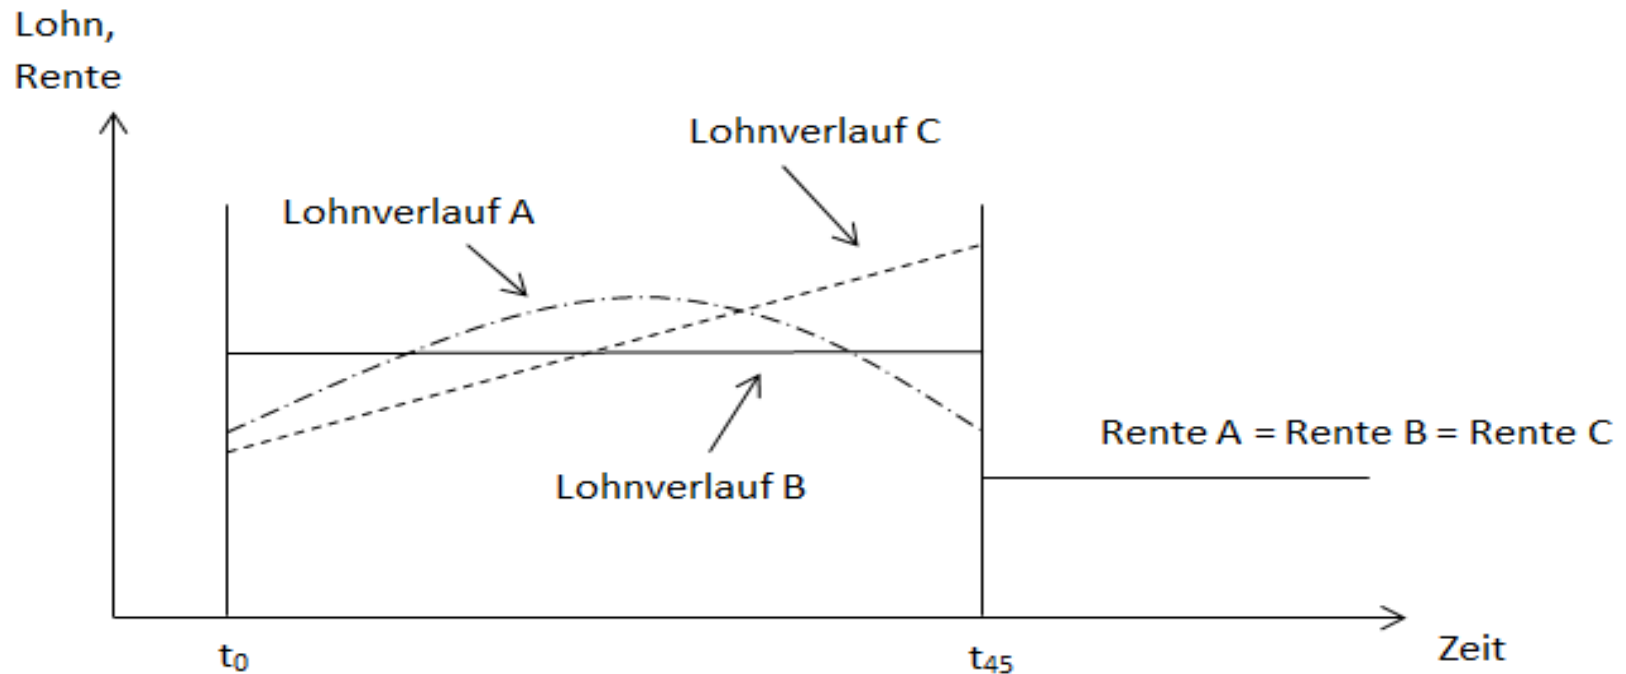 Lohn,
Rente
Lohnverlauf C
Lohnverlauf A
Rente A = Rente B = Rente C
Lohnverlauf B
t₀
t₄₅
Zeit